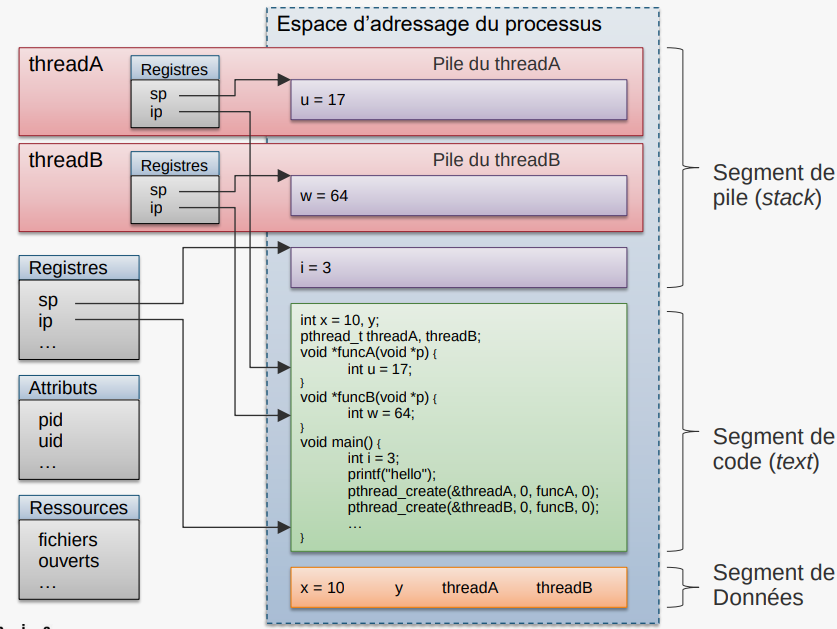 Espace d'adressage du processus
threadA
Registres
sp
ip
Pile du threadA
u = 17
threadB
Registres
sp
ip
Pile du threadB
w = 64
Segment de
pile (stack)
Registres
sp
ip
…
i = 3
int x = 10, y;
pthread_t threadA, threadB;
void *funcA(void *p) {
int u = 17;
}
void *funcB(void *p) {
int w = 64;
}
void main() {
int i = 3;
printf("hello");
pthread_create(&threadA, 0, funcA, 0);
pthread_create(&threadB, 0, funcB, 0);
…
}
Segment de
code (text)
Attributs
pid
uid
…
Ressources
fichiers
ouverts
…
x = 10 y threadA threadB
Segment de
Données